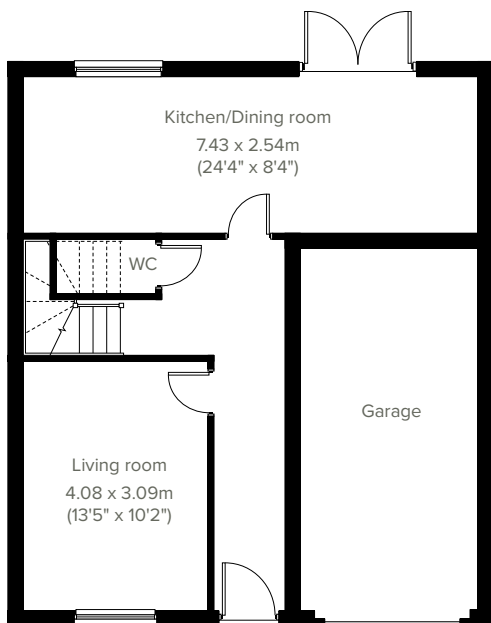 Kitchen/Dining room
7.43 x 2.54m
(24'4" x 8'4")
WC
Garage
Living room
4.08 x 3.09m
(13'5" x 10'2")